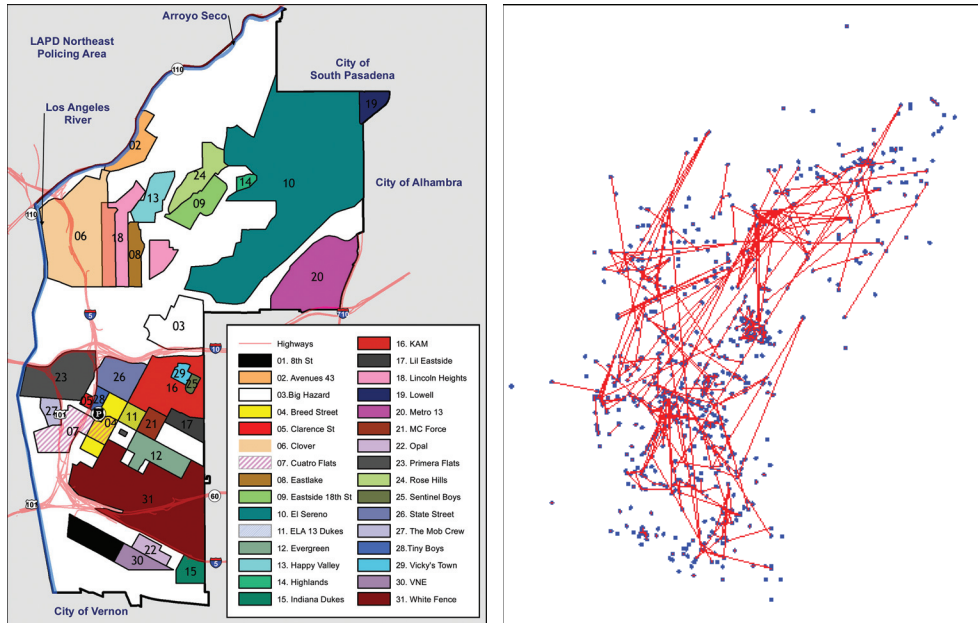 Arroyo Seco
LAPD Northeast
Policing Area
110
City of
South Pasadena
Los Angeles
River
19
02
24
14
10
13
09
City of Alhambra
110
06
18
08
20
03
5
10
23
26
29
25
16
05
28
27
101
P
04
11
21
17
07
12
31
101
60
22
30
15
5
City of Vernon
Highways
01. 8th St
02. Avenues 43
03.Big Hazard
04. Breed Street
05. Clarence St
06. Clover
07. Cuatro Flats
08. Eastlake
09. Eastside 18th St
10. El Sereno
11. ELA 13 Dukes
12. Evergreen
13. Happy Valley
14. Highlands
15. Indiana Dukes
16. KAM
17. Lil Eastside
18. Lincoln Heights
19. Lowell
20. Metro 13
21. MC Force
22. Opal
23. Primera Flats
24. Rose Hills
25. Sentinel Boys
26. State Street
27. The Mob Crew
28.Tiny Boys
29. Vicky's Town
30. VNE
31. White Fence